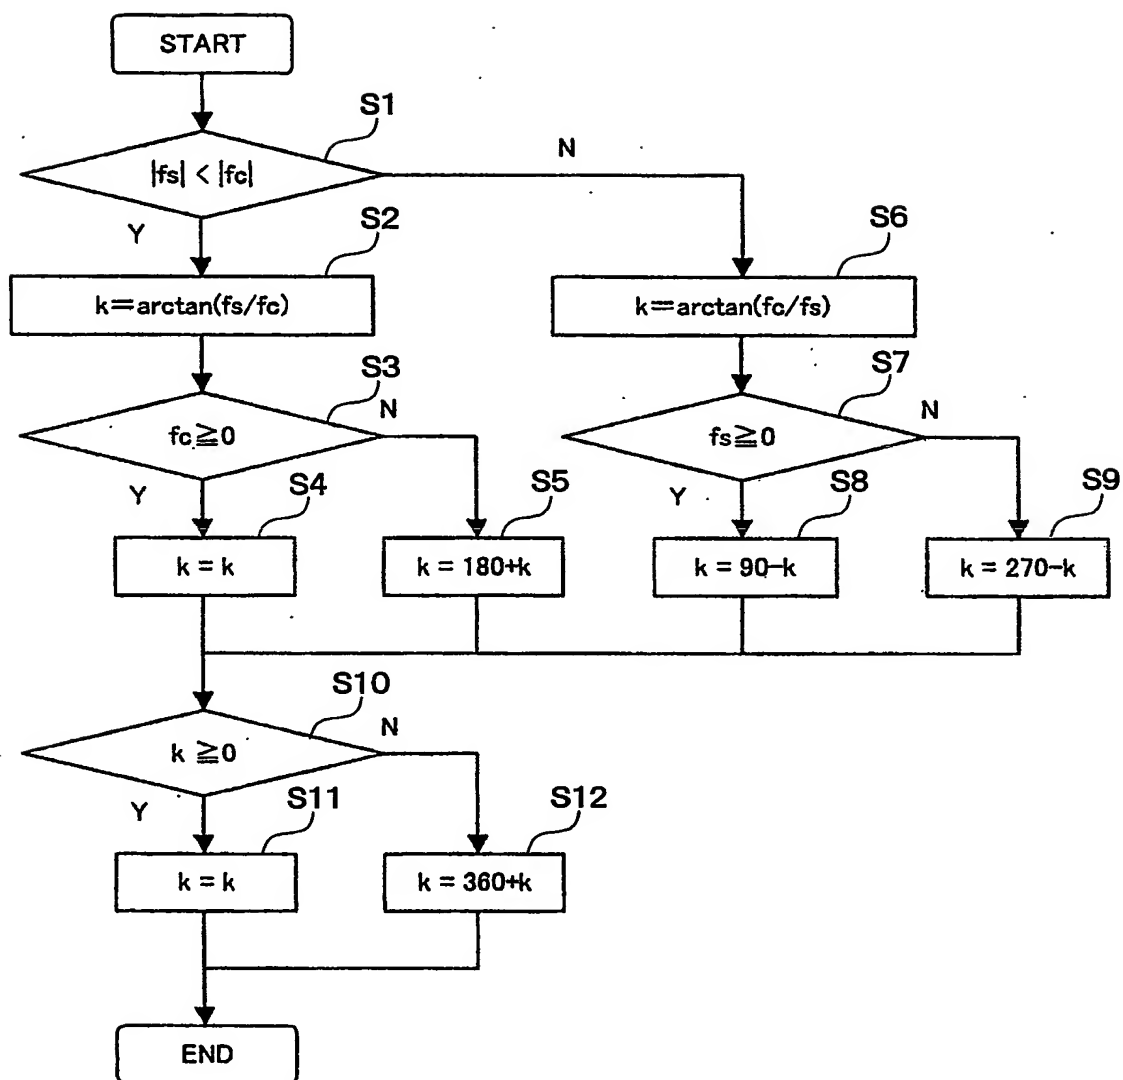 START
S1
|fs| < |fc|
N
Y
S2
S6
k=arctan(fs/fc)
k=arctan(fc/fs)
S3
S7
fc≧0
N
fs≧0
N
Y
S4
S5
Y
S8
S9
k = k
k = 180+k
k = 90-k
k = 270-k
S10
k ≧0
N
Y
S11
S12
k = k
k = 360+k
END